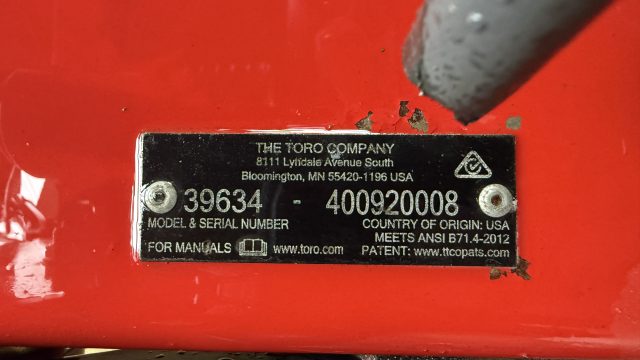 THE TORO COMPANY
8111 Lyndale Avenue South
Bloomington, MN 55420-1196 USA
39634 - 400920008
MODEL & SERIAL NUMBER COUNTRY OF ORIGIN: USA
MEETS ANSI B71.4-2012
FOR MANUALS www.toro.com PATENT: www.ttcopats.com